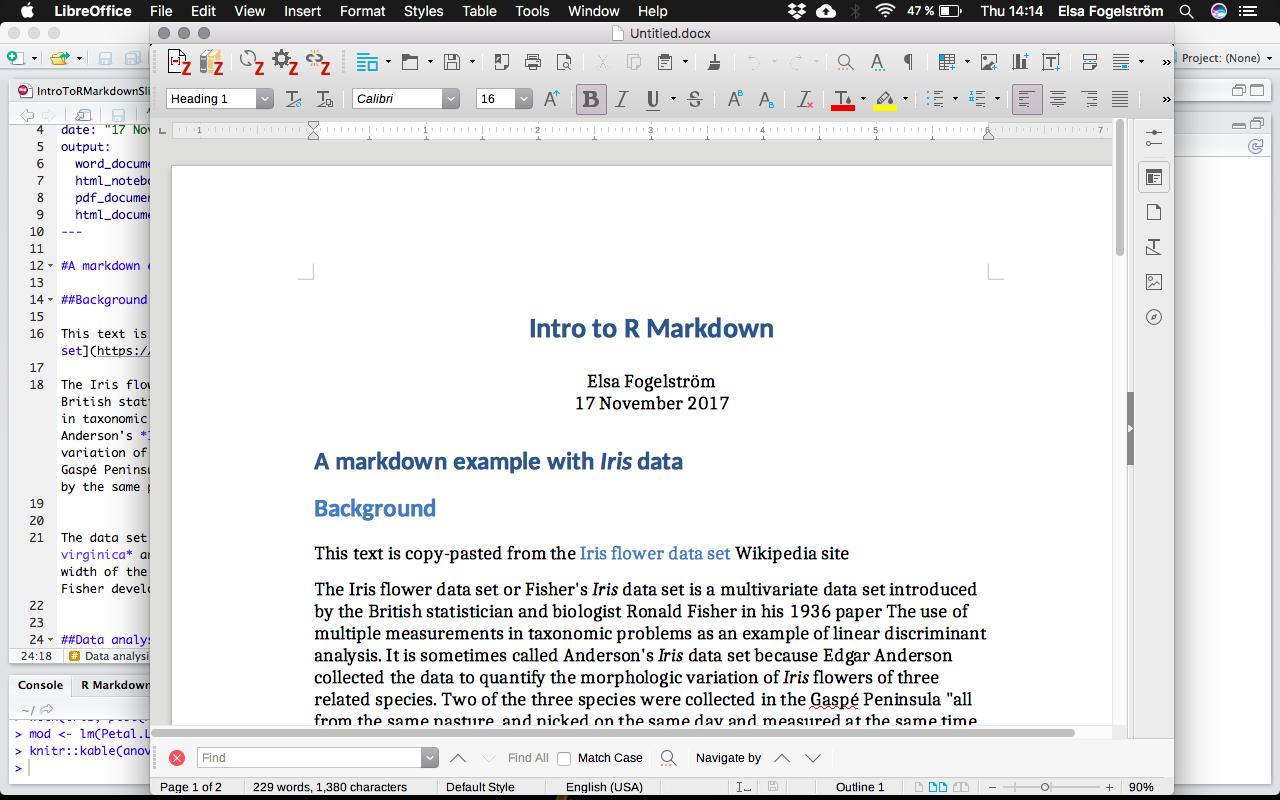 LibreOffice File Edit View Insert Format Styles Table Tools Window Help 47 % Thu 14:14 Elsa Fogelström
Untitled.docx
Project: (None)
IntroToRMarkdownSli
Heading 1 Calibri 16
1 1 2 3 4 5 6 7
4 date: "17 Nov
5 output:
6 word_docume
7 html_notebo
8 pdf_documen
9 html_docume
10 ---
11
12 #A markdown e
13
14 ##Background
15
16 This text is
set](https://
17
18 The Iris flow
British stat
in taxonomic
Anderson's *I
variation of
Gaspé Peninsu
by the same p
19
20
21 The data set
virginica* an
width of the
Fisher develo
22
23
24 ##Data analys
24:18 # Data analysi
Console R Markdown
~/
> mod <- lm(Petal.L
> knitr::kable(anov
>
Intro to R Markdown
Elsa Fogelström
17 November 2017
A markdown example with Iris data
Background
This text is copy-pasted from the Iris flower data set Wikipedia site
The Iris flower data set or Fisher's Iris data set is a multivariate data set introduced
by the British statistician and biologist Ronald Fisher in his 1936 paper The use of
multiple measurements in taxonomic problems as an example of linear discriminant
analysis. It is sometimes called Anderson's Iris data set because Edgar Anderson
collected the data to quantify the morphologic variation of Iris flowers of three
related species. Two of the three species were collected in the Gaspé Peninsula "all
from the same pasture, and picked on the same day and measured at the same time
Find Find All Match Case Navigate by
Page 1 of 2 229 words, 1,380 characters Default Style English (USA) Outline 1 90%